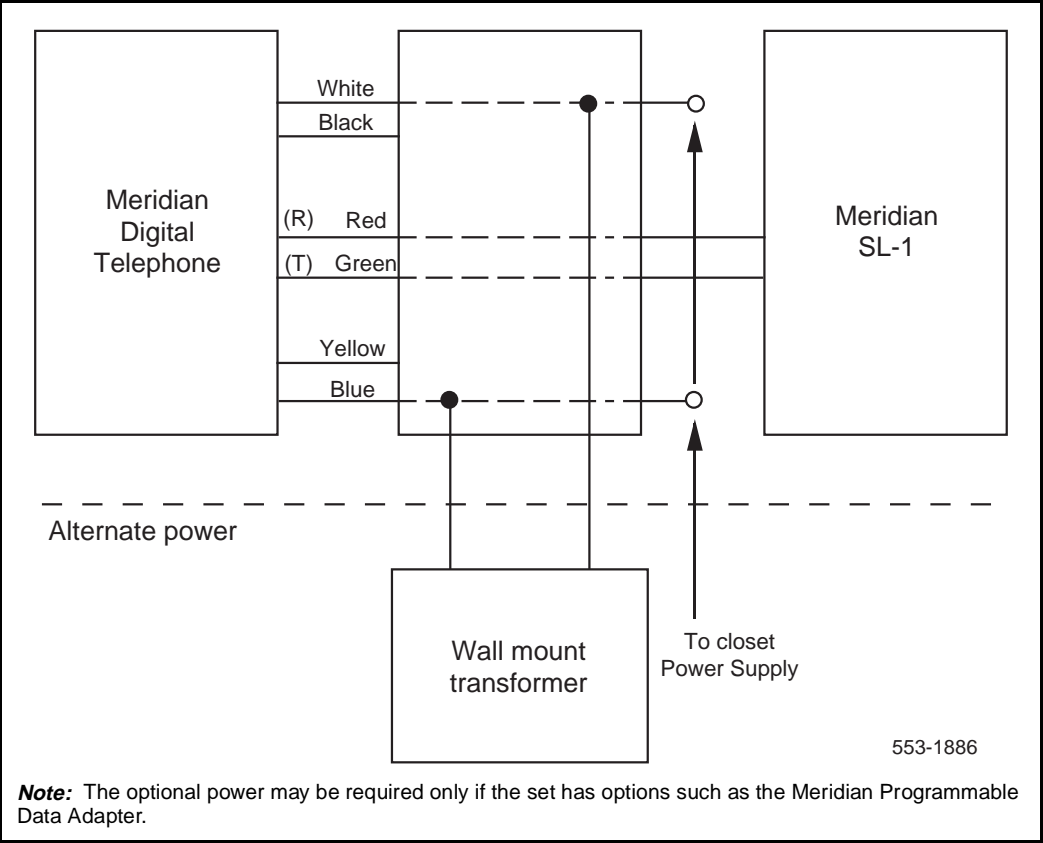 White
Black
Meridian
Digital
Telephone
(R) Red
(T) Green
Meridian
SL-1
Yellow
Blue
Alternate power
Wall mount
transformer
To closet
Power Supply
553-1886
Note: The optional power may be required only if the set has options such as the Meridian Programmable
Data Adapter.